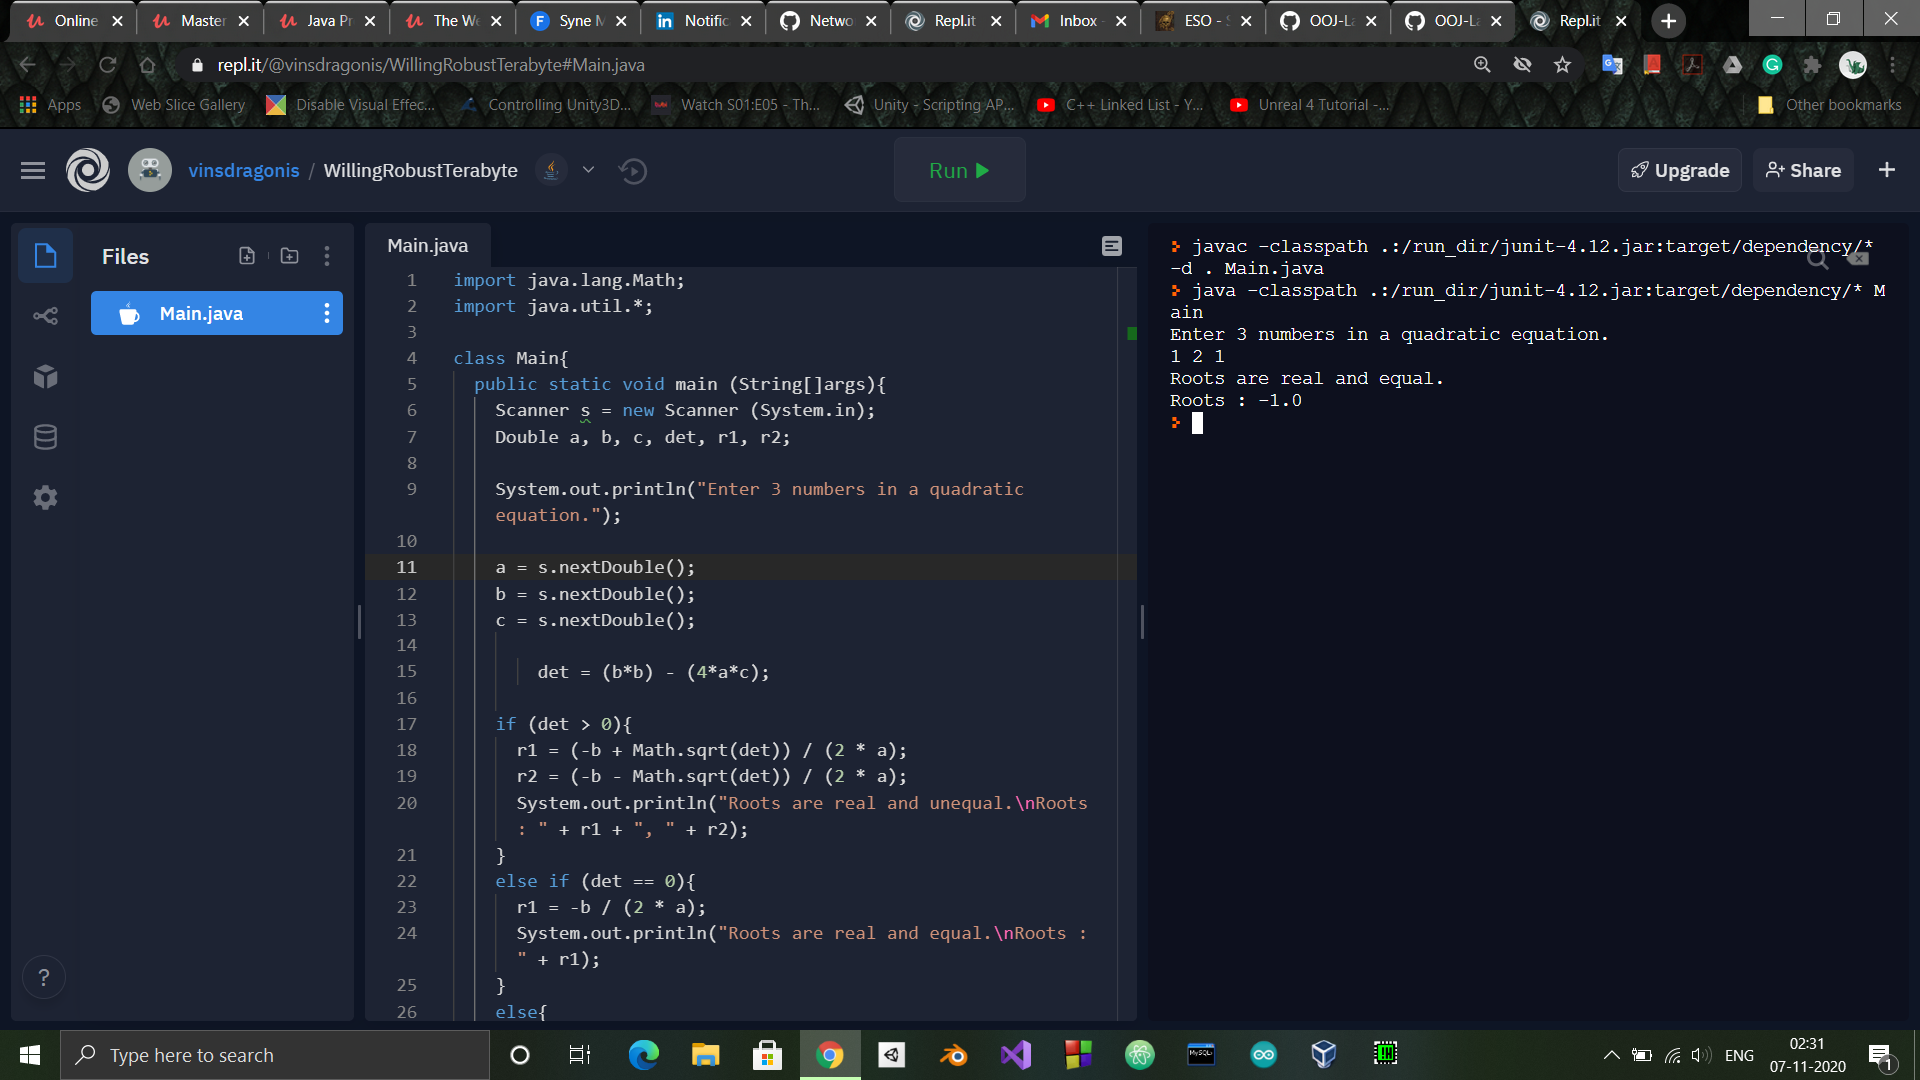 Online
Master
Java Pr
The We
Syne M
Notific
Netwo
Repl.it
Inbox
ESO - S
OOJ-La
OOJ-La
Repl.it
repl.it/@vinsdragonis/WillingRobustTerabyte#Main.java
Apps
Web Slice Gallery
Disable Visual Effec...
Controlling Unity3D...
Watch S01:E05 - Th...
Unity - Scripting AP...
C++ Linked List - Y...
Unreal 4 Tutorial -...
Other bookmarks
vinsdragonis / WillingRobustTerabyte
Run
Upgrade
Share
Files
Main.java
Main.java
1 import java.lang.Math;
2 import java.util.*;
3
4 class Main{
5 public static void main (String[]args){
6 Scanner s = new Scanner (System.in);
7 Double a, b, c, det, r1, r2;
8
9 System.out.println("Enter 3 numbers in a quadratic
equation.");
10
11 a = s.nextDouble();
12 b = s.nextDouble();
13 c = s.nextDouble();
14
15 det = (b*b) - (4*a*c);
16
17 if (det > 0){
18 r1 = (-b + Math.sqrt(det)) / (2 * a);
19 r2 = (-b - Math.sqrt(det)) / (2 * a);
20 System.out.println("Roots are real and unequal.\nRoots
: " + r1 + ", " + r2);
21 }
22 else if (det == 0){
23 r1 = -b / (2 * a);
24 System.out.println("Roots are real and equal.\nRoots :
" + r1);
25 }
26 else{
javac -classpath .:/run_dir/junit-4.12.jar:target/dependency/*
-d . Main.java
java -classpath .:/run_dir/junit-4.12.jar:target/dependency/* M
ain
Enter 3 numbers in a quadratic equation.
1 2 1
Roots are real and equal.
Roots : -1.0
?
Type here to search
MySQL
ENG
02:31
07-11-2020
1